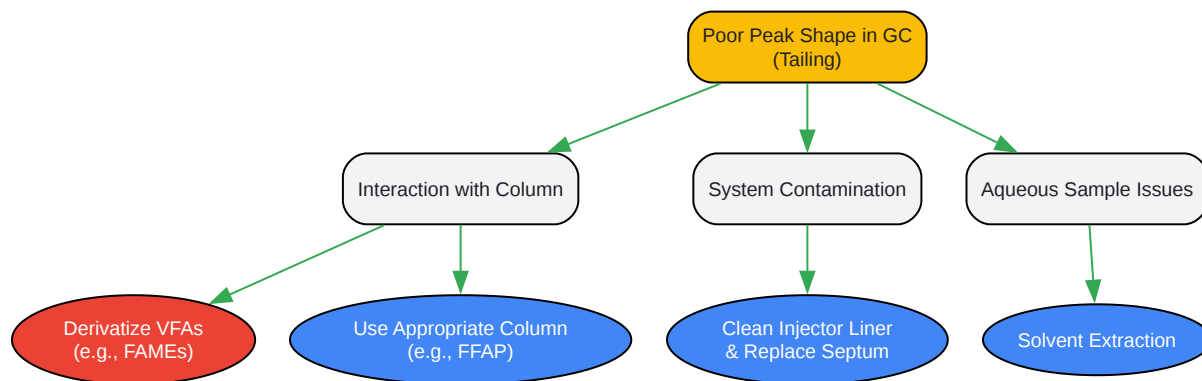 Poor Peak Shape in GC
(Tailing)
Interaction with Column
System Contamination
Aqueous Sample Issues
Derivatize VFAs
(e.g., FAMEs)
Use Appropriate Column
(e.g., FFAP)
Clean Injector Liner
& Replace Septum
Solvent Extraction